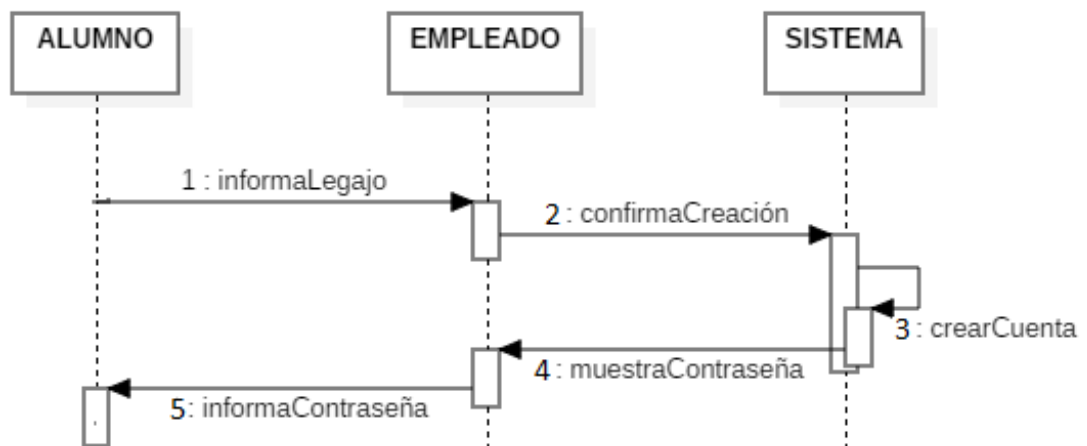 ALUMNO
EMPLEADO
SISTEMA
1 : informaLegajo
2 : confirmaCreación
3 : crearCuenta
4 : muestraContraseña
5: informaContraseña